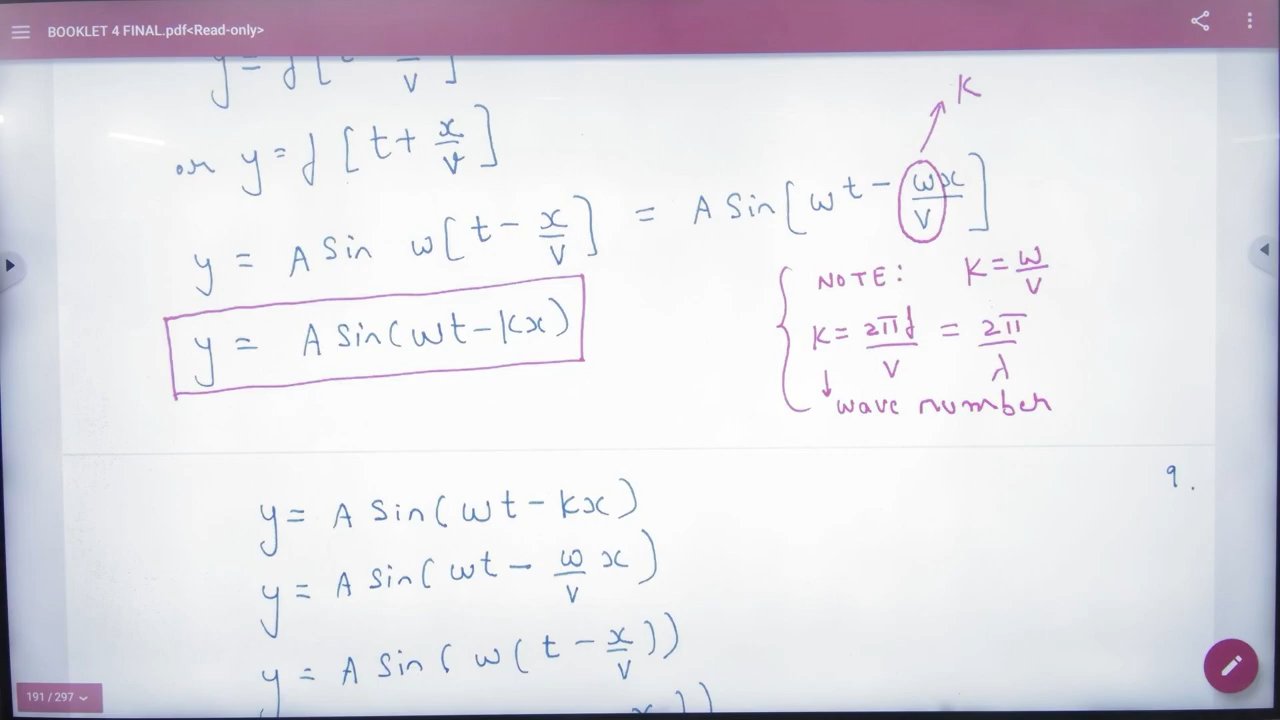 BOOKLET 4 FINAL.pdf<Read-only>
y = f [t - x/v]
or y = f [t + x/v]
y = A Sin ω[t - x/v] = A Sin[ωt - ωx/v]
K
y = A Sin(ωt - Kx)
NOTE: K = ω/v
K = 2πf/v = 2π/λ
↓ wave number
9.
y = A Sin(ωt - Kx)
y = A Sin(ωt - ω/v x)
y = A Sin(ω(t - x/v))
191 / 297